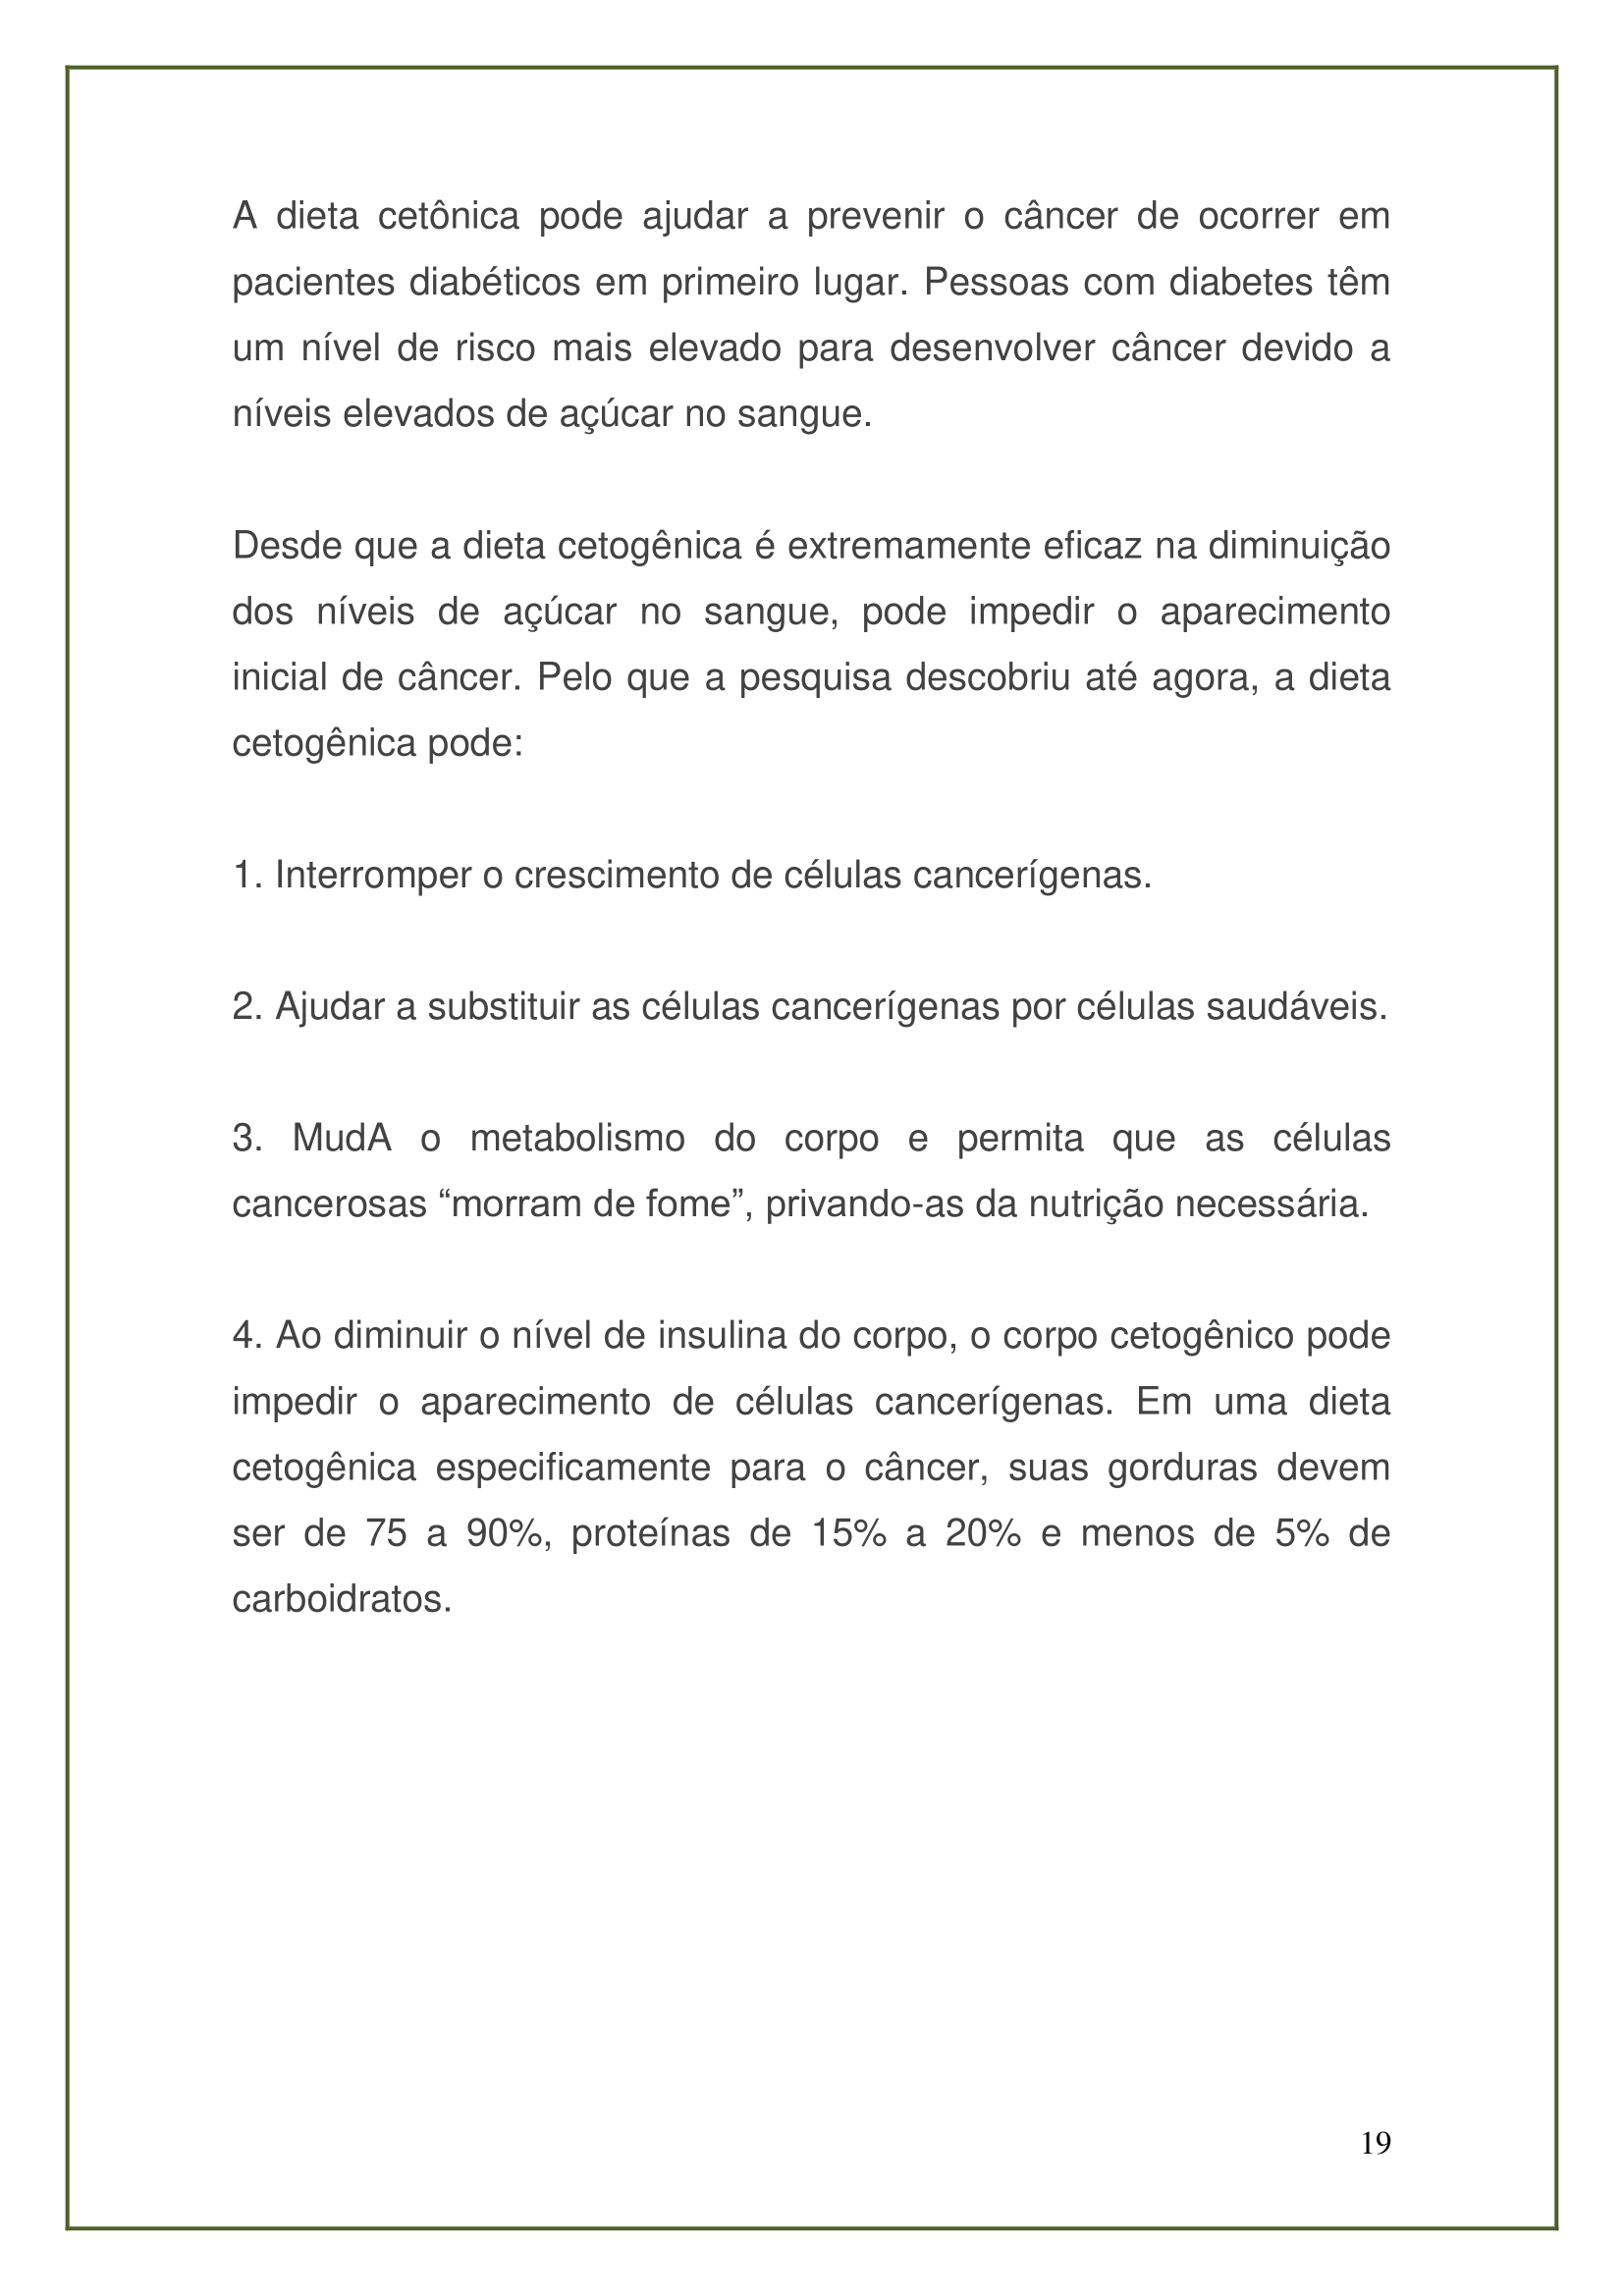 A dieta cetônica pode ajudar a prevenir o câncer de ocorrer em
pacientes diabéticos em primeiro lugar. Pessoas com diabetes têm
um nível de risco mais elevado para desenvolver câncer devido a
níveis elevados de açúcar no sangue.
Desde que a dieta cetogênica é extremamente eficaz na diminuição
dos níveis de açúcar no sangue, pode impedir o aparecimento
inicial de câncer. Pelo que a pesquisa descobriu até agora, a dieta
cetogênica pode:
1. Interromper o crescimento de células cancerígenas.
2. Ajudar a substituir as células cancerígenas por células saudáveis.
3. MudA o metabolismo do corpo e permita que as células
cancerosas “morram de fome”, privando-as da nutrição necessária.
4. Ao diminuir o nível de insulina do corpo, o corpo cetogênico pode
impedir o aparecimento de células cancerígenas. Em uma dieta
cetogênica especificamente para o câncer, suas gorduras devem
ser de 75 a 90%, proteínas de 15% a 20% e menos de 5% de
carboidratos.
19